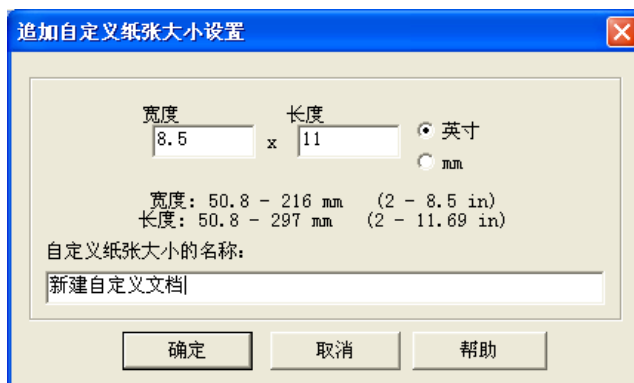 追加自定义纸张大小设置
宽度 长度
8.5 x 11 英寸
mm
宽度: 50.8 - 216 mm (2 - 8.5 in)
长度: 50.8 - 297 mm (2 - 11.69 in)
自定义纸张大小的名称:
新建自定义文档
确定 取消 帮助